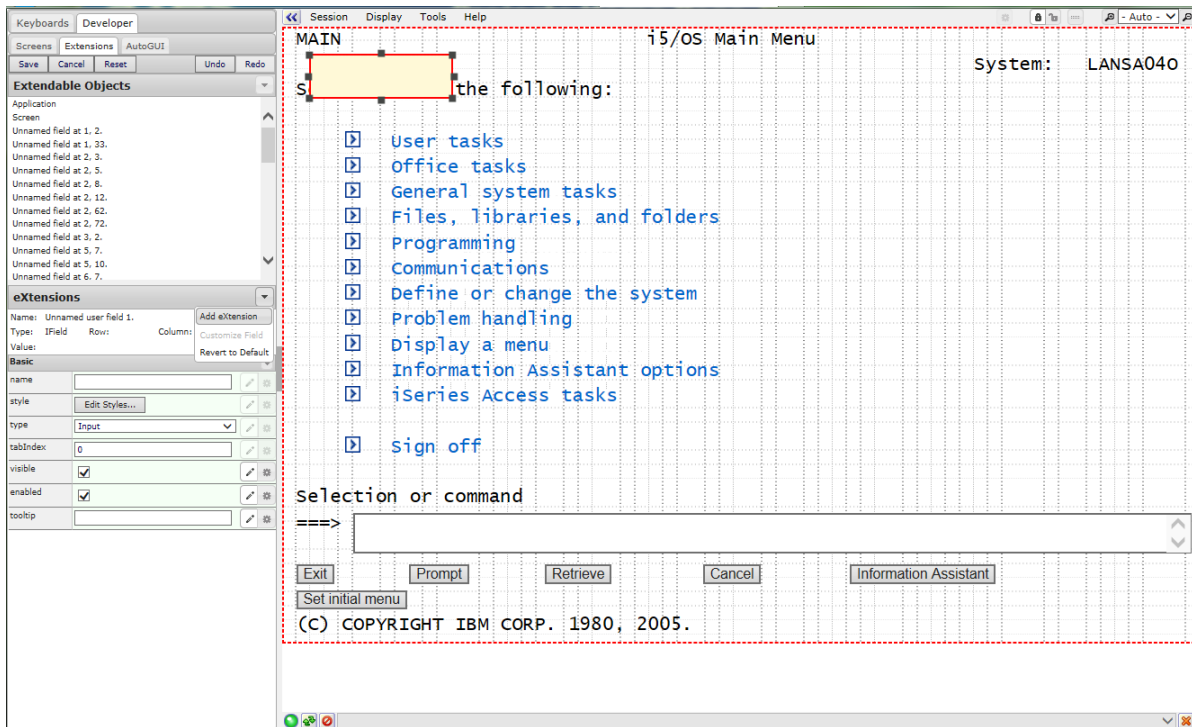 Keyboards Developer
Screens Extensions AutoGUI
Save Cancel Reset Undo Redo
Extendable Objects
Application
Screen
Unnamed field at 1, 2.
Unnamed field at 1, 33.
Unnamed field at 2, 3.
Unnamed field at 2, 5.
Unnamed field at 2, 8.
Unnamed field at 2, 12.
Unnamed field at 2, 62.
Unnamed field at 2, 72.
Unnamed field at 3, 2.
Unnamed field at 5, 7.
Unnamed field at 5, 10.
Unnamed field at 6, 7.
eXtensions
Name: Unnamed user field 1.
Type: IField Row: Column:
Value:
Add eXtension
Customize Field
Revert to Default
Basic
name
style Edit Styles...
type Input
tabIndex 0
visible
enabled
tooltip
Session Display Tools Help
- Auto -
MAIN i5/OS Main Menu
System: LANSA04O
S the following:
User tasks
Office tasks
General system tasks
Files, libraries, and folders
Programming
Communications
Define or change the system
Problem handling
Display a menu
Information Assistant options
iSeries Access tasks
Sign off
Selection or command
===>
Exit Prompt Retrieve Cancel Information Assistant
Set initial menu
(C) COPYRIGHT IBM CORP. 1980, 2005.